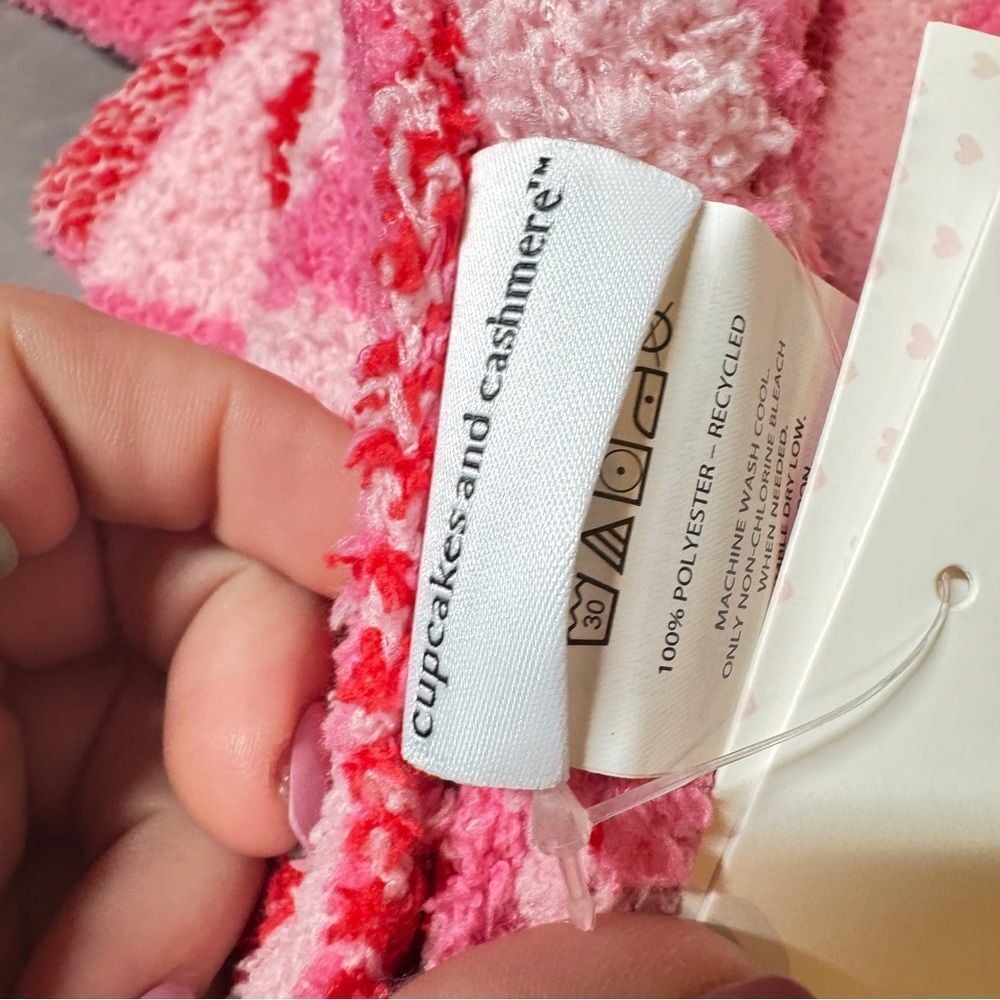 cupcakes and cashmere™
30
100% POLYESTER – RECYCLED
MACHINE WASH COOL.
ONLY NON-CHLORINE BLEACH
WHEN NEEDED.
DRY LOW.